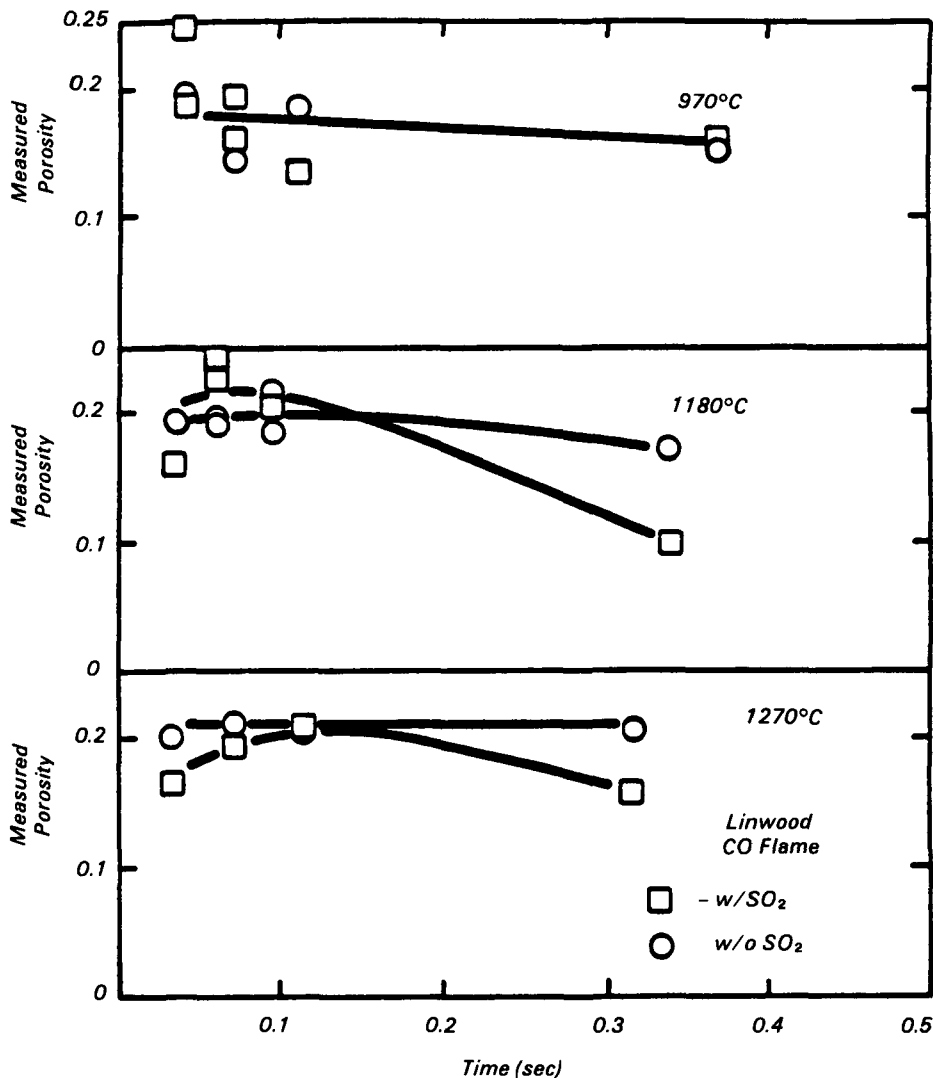 0.25
0.2
0.1
0
Measured
Porosity
970°C
0.2
0.1
0
Measured
Porosity
1180°C
0.2
0.1
0
Measured
Porosity
1270°C
Linwood
CO Flame
- w/SO₂
w/o SO₂
0.1 0.2 0.3 0.4 0.5
Time (sec)